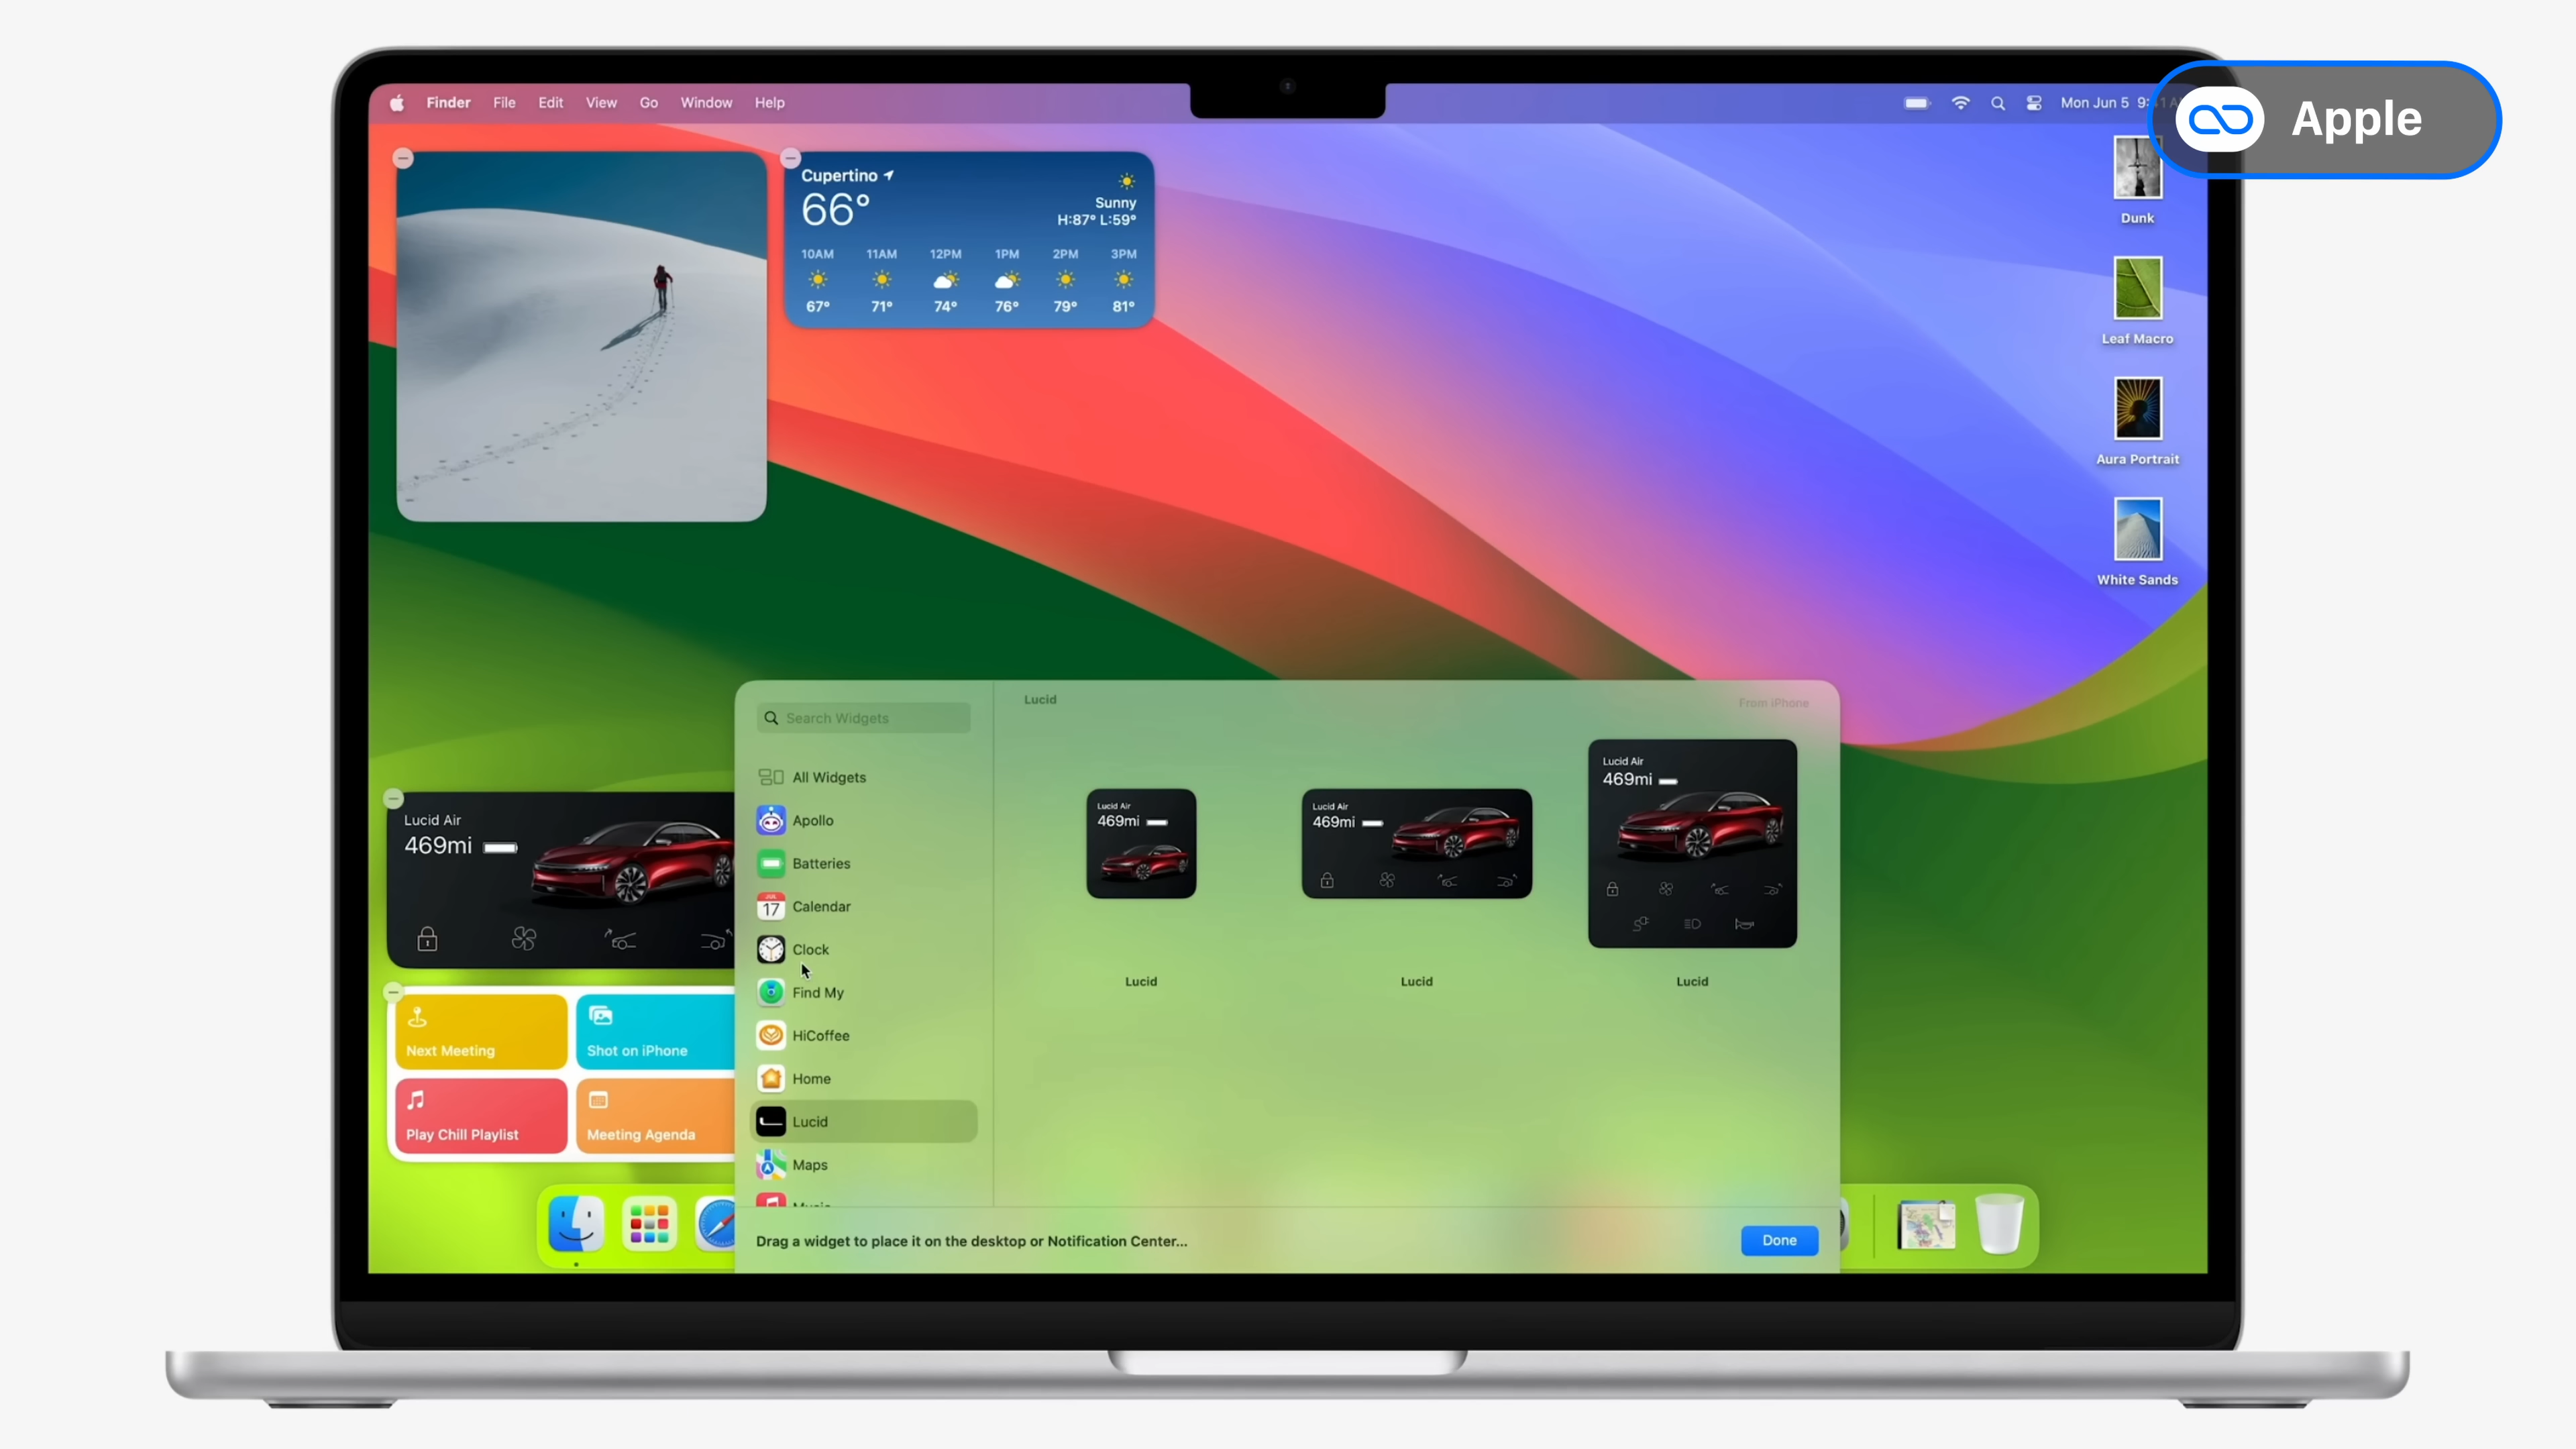 Finder File Edit View Go Window Help
Mon Jun 5
Apple
Cupertino
66°
Sunny
H:87° L:59°
10AM 11AM 12PM 1PM 2PM 3PM
67° 71° 74° 76° 79° 81°
Dunk
Leaf Macro
Aura Portrait
White Sands
Lucid Air
469mi
Next Meeting
Shot on iPhone
Play Chill Playlist
Meeting Agenda
Search Widgets
All Widgets
Apollo
Batteries
JUL
17
Calendar
Clock
Find My
HiCoffee
Home
Lucid
Maps
Lucid
From iPhone
Lucid Air
469mi
Lucid
Lucid Air
469mi
Lucid
Lucid Air
469mi
Lucid
Drag a widget to place it on the desktop or Notification Center...
Done